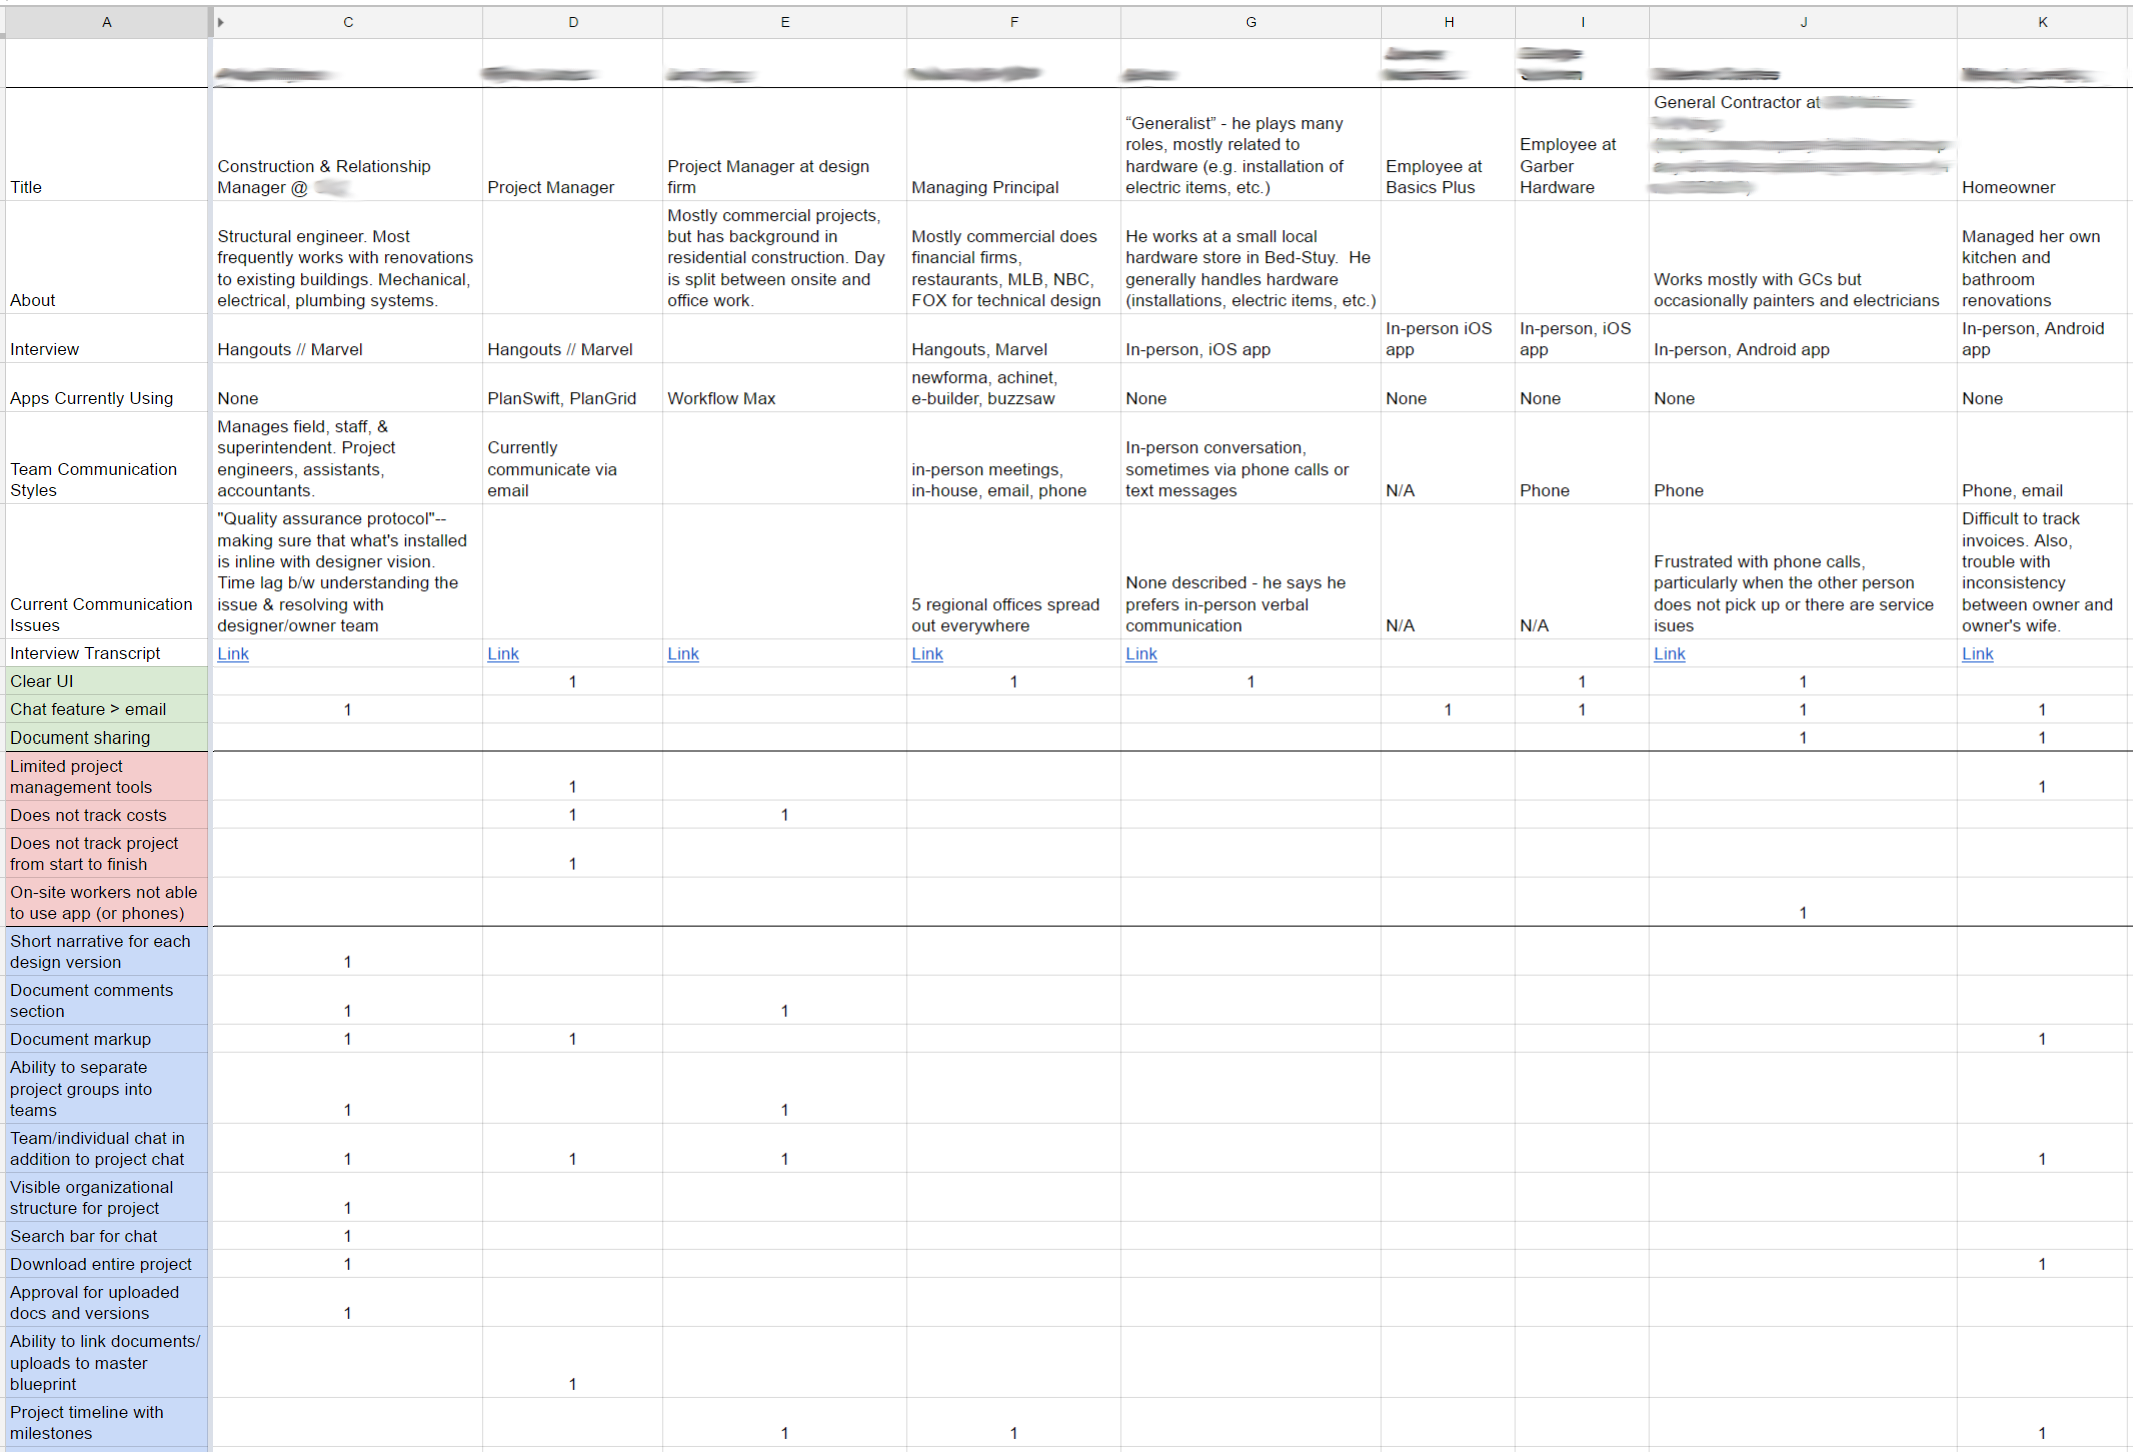 A C D E F G H I J K
Title
Construction & Relationship
Manager @
Project Manager
Project Manager at design
firm
Managing Principal
“Generalist” - he plays many
roles, mostly related to
hardware (e.g. installation of
electric items, etc.)
Employee at
Basics Plus
Employee at
Garber
Hardware
General Contractor at
Homeowner
About
Structural engineer. Most
frequently works with renovations
to existing buildings. Mechanical,
electrical, plumbing systems.
Mostly commercial projects,
but has background in
residential construction. Day
is split between onsite and
office work.
Mostly commercial does
financial firms,
restaurants, MLB, NBC,
FOX for technical design
He works at a small local
hardware store in Bed-Stuy.  He
generally handles hardware
(installations, electric items, etc.)
Works mostly with GCs but
occasionally painters and electricians
Managed her own
kitchen and
bathroom
renovations
Interview
Hangouts // Marvel
Hangouts // Marvel
Hangouts, Marvel
In-person, iOS app
In-person iOS
app
In-person, iOS
app
In-person, Android app
In-person, Android
app
Apps Currently Using
None
PlanSwift, PlanGrid
Workflow Max
newforma, achinet,
e-builder, buzzsaw
None
None
None
None
None
Team Communication
Styles
Manages field, staff, &
superintendent. Project
engineers, assistants,
accountants.
Currently
communicate via
email
in-person meetings,
in-house, email, phone
In-person conversation,
sometimes via phone calls or
text messages
N/A
Phone
Phone
Phone, email
Current Communication
Issues
"Quality assurance protocol"--
making sure that what's installed
is inline with designer vision.
Time lag b/w understanding the
issue & resolving with
designer/owner team
5 regional offices spread
out everywhere
None described - he says he
prefers in-person verbal
communication
N/A
N/A
Frustrated with phone calls,
particularly when the other person
does not pick up or there are service
isues
Difficult to track
invoices. Also,
trouble with
inconsistency
between owner and
owner's wife.
Interview Transcript Link Link Link Link Link Link Link
Clear UI 1 1 1 1 1
Chat feature > email 1 1 1 1 1
Document sharing 1 1
Limited project
management tools 1 1
Does not track costs 1 1
Does not track project
from start to finish 1
On-site workers not able
to use app (or phones) 1
Short narrative for each
design version 1
Document comments
section 1 1
Document markup 1 1 1
Ability to separate
project groups into
teams 1 1
Team/individual chat in
addition to project chat 1 1 1 1
Visible organizational
structure for project 1
Search bar for chat 1
Download entire project 1 1
Approval for uploaded
docs and versions 1
Ability to link documents/
uploads to master
blueprint 1
Project timeline with
milestones 1 1 1